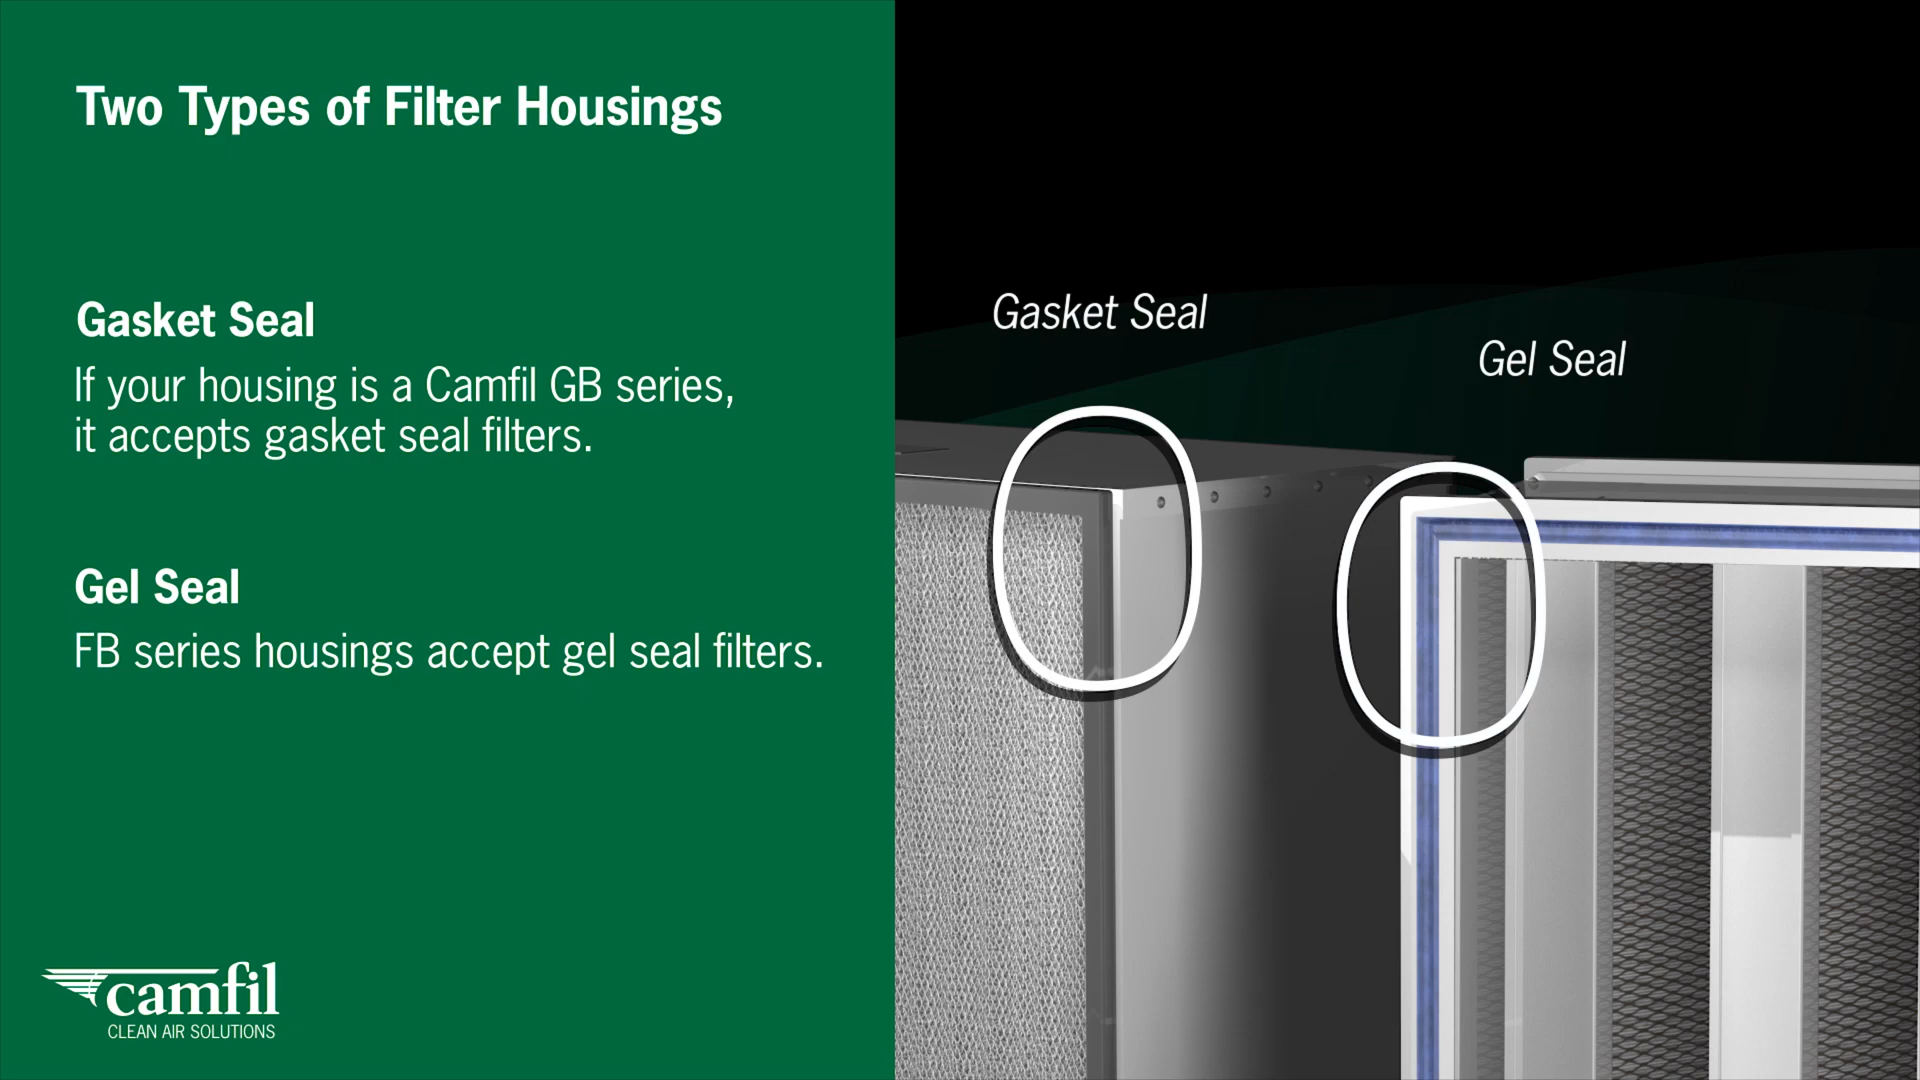 Two Types of Filter Housings
Gasket Seal
If your housing is a Camfil GB series,
it accepts gasket seal filters.
Gel Seal
FB series housings accept gel seal filters.
camfil
CLEAN AIR SOLUTIONS
Gasket Seal
Gel Seal